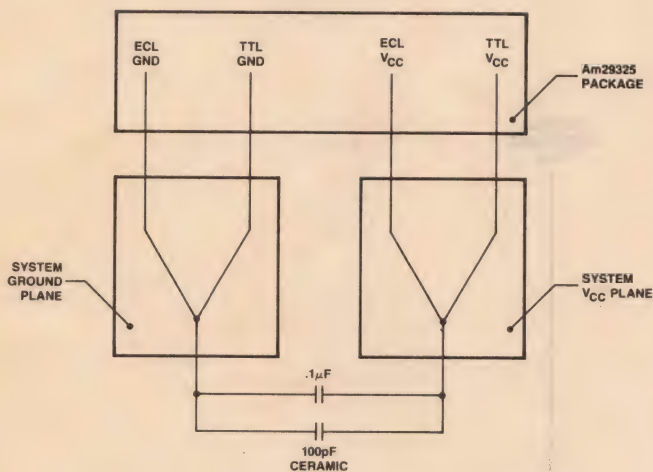 ECL
GND
TTL
GND
ECL
VCC
TTL
VCC
Am29325
PACKAGE
SYSTEM
GROUND
PLANE
SYSTEM
VCC PLANE
.1μF
100pF
CERAMIC